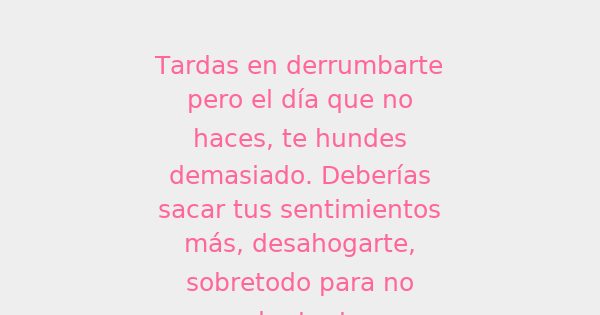 Tardas en derrumbarte
pero el día que no
haces, te hundes
demasiado. Deberías
sacar tus sentimientos
más, desahogarte,
sobretodo para no